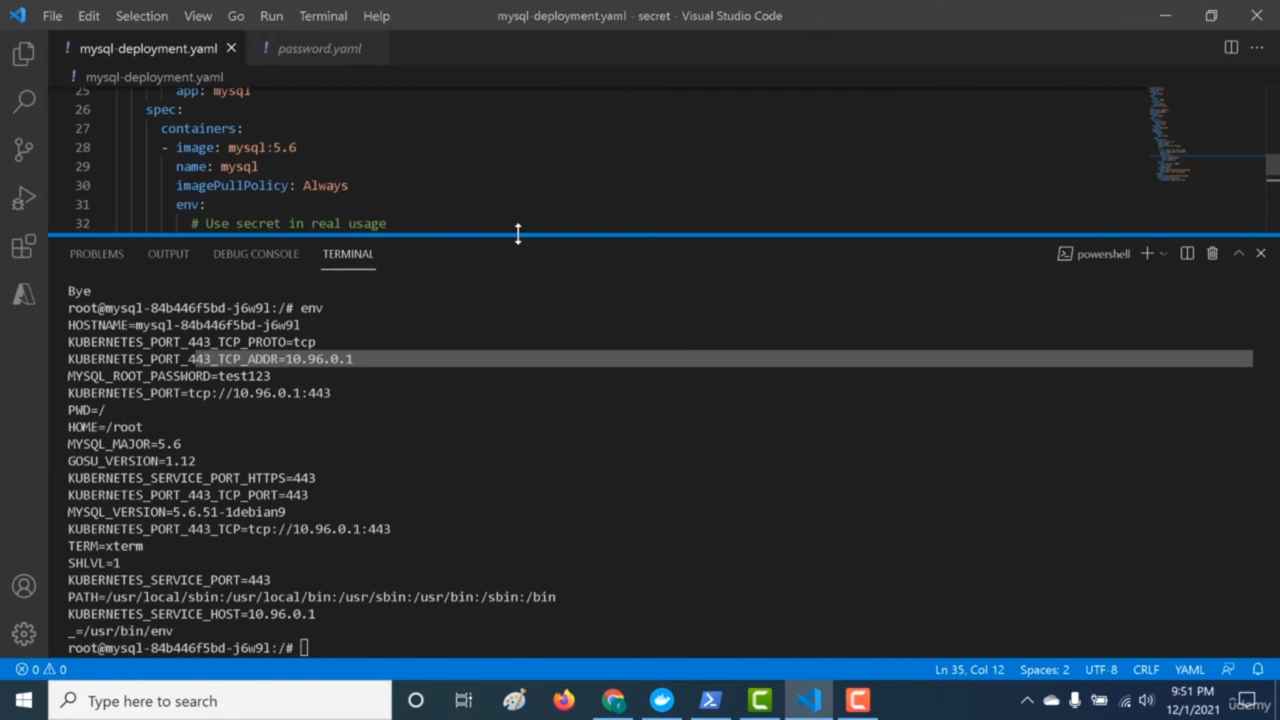 File Edit Selection View Go Run Terminal Help
mysql-deployment.yaml - secret - Visual Studio Code
! mysql-deployment.yaml ! password.yaml
! mysql-deployment.yaml
25 app: mysql
26 spec:
27 containers:
28 - image: mysql:5.6
29 name: mysql
30 imagePullPolicy: Always
31 env:
32 # Use secret in real usage
PROBLEMS OUTPUT DEBUG CONSOLE TERMINAL powershell
Bye
root@mysql-84b446f5bd-j6w9l:/# env
HOSTNAME=mysql-84b446f5bd-j6w9l
KUBERNETES_PORT_443_TCP_PROTO=tcp
KUBERNETES_PORT_443_TCP_ADDR=10.96.0.1
MYSQL_ROOT_PASSWORD=test123
KUBERNETES_PORT=tcp://10.96.0.1:443
PWD=/
HOME=/root
MYSQL_MAJOR=5.6
GOSU_VERSION=1.12
KUBERNETES_SERVICE_PORT_HTTPS=443
KUBERNETES_PORT_443_TCP_PORT=443
MYSQL_VERSION=5.6.51-1debian9
KUBERNETES_PORT_443_TCP=tcp://10.96.0.1:443
TERM=xterm
SHLVL=1
KUBERNETES_SERVICE_PORT=443
PATH=/usr/local/sbin:/usr/local/bin:/usr/sbin:/usr/bin:/sbin:/bin
KUBERNETES_SERVICE_HOST=10.96.0.1
_=/usr/bin/env
root@mysql-84b446f5bd-j6w9l:/#
0 0 Ln 35, Col 12 Spaces: 2 UTF-8 CRLF YAML
Type here to search
9:51 PM
12/1/2021
udemy